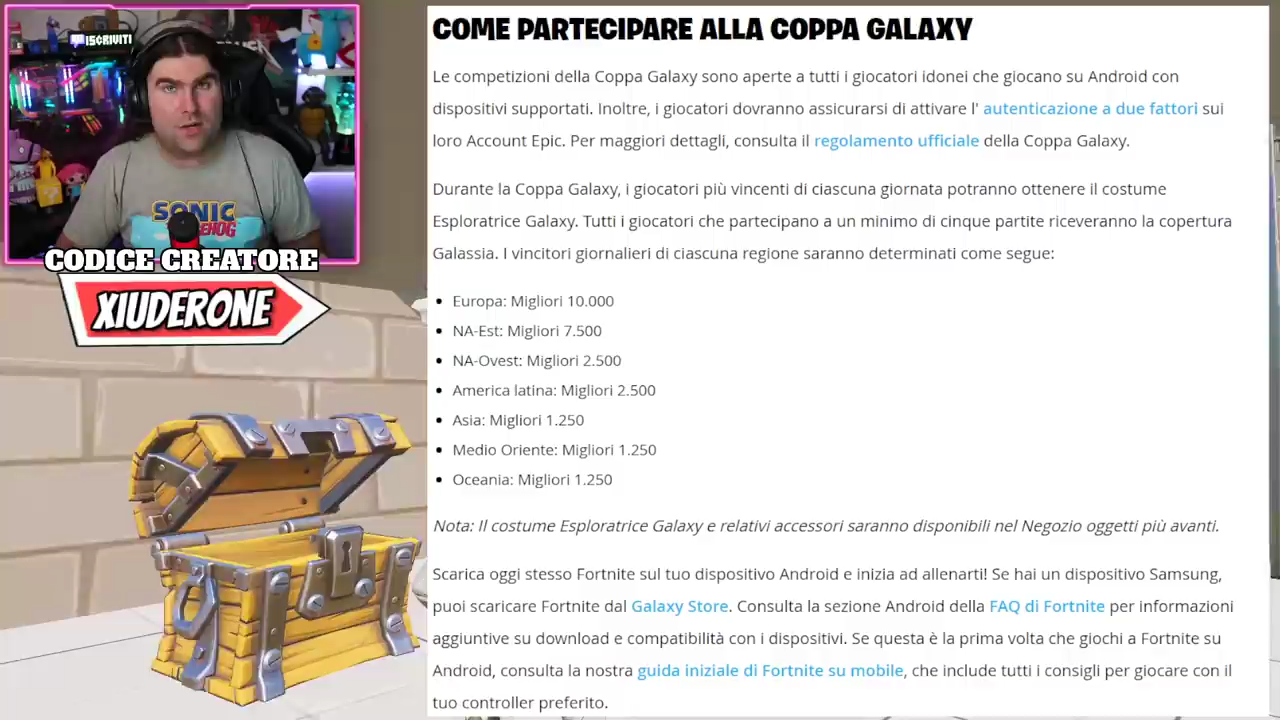 ISCRIVITI
SONIC
HEDGEHOG
CODICE CREATORE
XIUDERONE
COME PARTECIPARE ALLA COPPA GALAXY
Le competizioni della Coppa Galaxy sono aperte a tutti i giocatori idonei che giocano su Android con
dispositivi supportati. Inoltre, i giocatori dovranno assicurarsi di attivare l' autenticazione a due fattori sui
loro Account Epic. Per maggiori dettagli, consulta il regolamento ufficiale della Coppa Galaxy.
Durante la Coppa Galaxy, i giocatori più vincenti di ciascuna giornata potranno ottenere il costume
Esploratrice Galaxy. Tutti i giocatori che partecipano a un minimo di cinque partite riceveranno la copertura
Galassia. I vincitori giornalieri di ciascuna regione saranno determinati come segue:
• Europa: Migliori 10.000
• NA-Est: Migliori 7.500
• NA-Ovest: Migliori 2.500
• America latina: Migliori 2.500
• Asia: Migliori 1.250
• Medio Oriente: Migliori 1.250
• Oceania: Migliori 1.250
Nota: Il costume Esploratrice Galaxy e relativi accessori saranno disponibili nel Negozio oggetti più avanti.
Scarica oggi stesso Fortnite sul tuo dispositivo Android e inizia ad allenarti! Se hai un dispositivo Samsung,
puoi scaricare Fortnite dal Galaxy Store. Consulta la sezione Android della FAQ di Fortnite per informazioni
aggiuntive su download e compatibilità con i dispositivi. Se questa è la prima volta che giochi a Fortnite su
Android, consulta la nostra guida iniziale di Fortnite su mobile, che include tutti i consigli per giocare con il
tuo controller preferito.